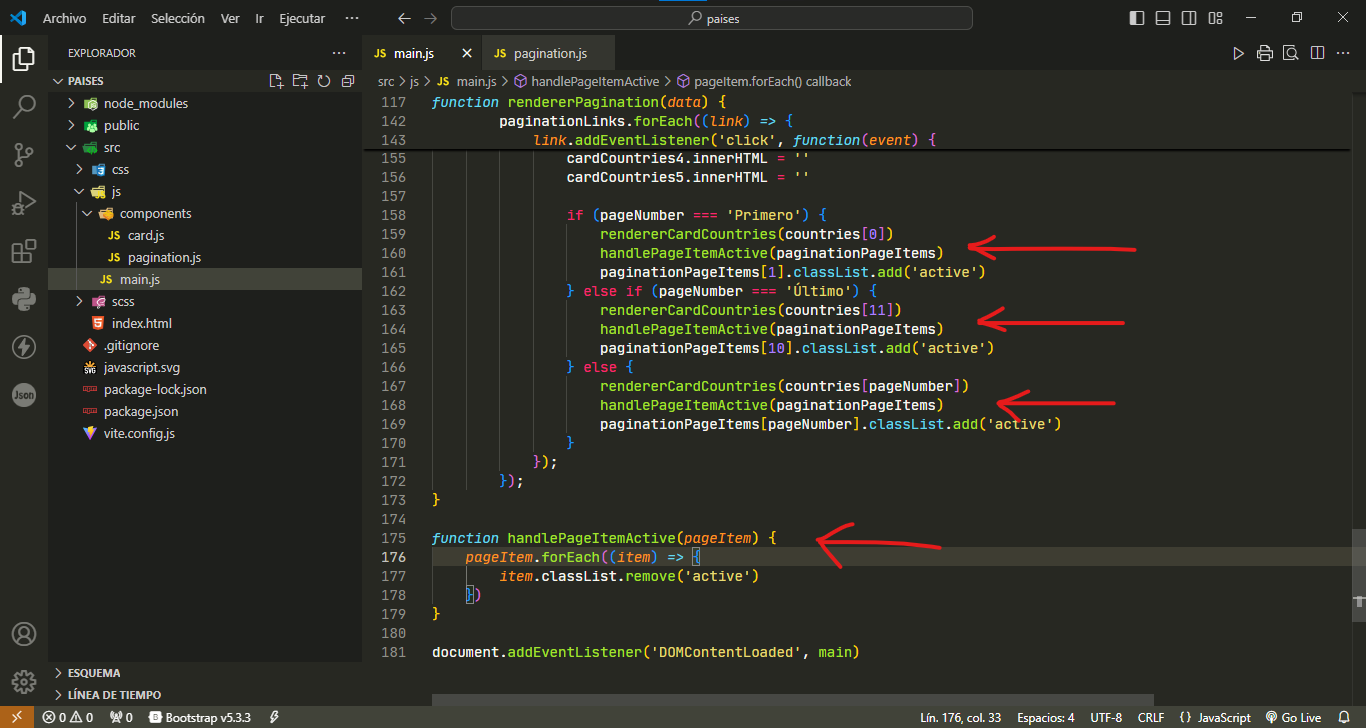 Archivo Editar Selección Ver Ir Ejecutar ··· paises
EXPLORADOR ···
PAISES
node_modules
public
src
css
js
components
JS card.js
JS pagination.js
JS main.js
scss
index.html
.gitignore
javascript.svg
package-lock.json
package.json
vite.config.js
ESQUEMA
LÍNEA DE TIEMPO
Json
JS main.js JS pagination.js
src > js > JS main.js > handlePageItemActive > pageItem.forEach() callback
117 function rendererPagination(data) {
142 paginationLinks.forEach((link) => {
143 link.addEventListener('click', function(event) {
155 cardCountries4.innerHTML = ''
156 cardCountries5.innerHTML = ''
157
158 if (pageNumber === 'Primero') {
159 rendererCardCountries(countries[0])
160 handlePageItemActive(paginationPageItems)
161 paginationPageItems[1].classList.add('active')
162 } else if (pageNumber === 'Último') {
163 rendererCardCountries(countries[11])
164 handlePageItemActive(paginationPageItems)
165 paginationPageItems[10].classList.add('active')
166 } else {
167 rendererCardCountries(countries[pageNumber])
168 handlePageItemActive(paginationPageItems)
169 paginationPageItems[pageNumber].classList.add('active')
170 }
171 });
172 });
173 }
174
175 function handlePageItemActive(pageItem) {
176 pageItem.forEach((item) => {
177 item.classList.remove('active')
178 })
179 }
180
181 document.addEventListener('DOMContentLoaded', main)
0 0 0 Bootstrap v5.3.3 Lín. 176, col. 33 Espacios: 4 UTF-8 CRLF {} JavaScript Go Live